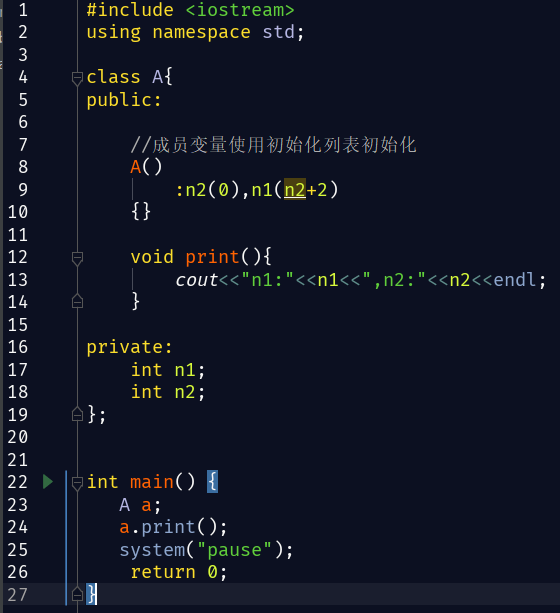 1 #include <iostream>
2 using namespace std;
3
4 class A{
5 public:
6
7 //成员变量使用初始化列表初始化
8 A()
9 :n2(0),n1(n2+2)
10 {}
11
12 void print(){
13 cout<<"n1:"<<n1<<",n2:"<<n2<<endl;
14 }
15
16 private:
17 int n1;
18 int n2;
19 };
20
21
22 int main() {
23 A a;
24 a.print();
25 system("pause");
26 return 0;
27 }